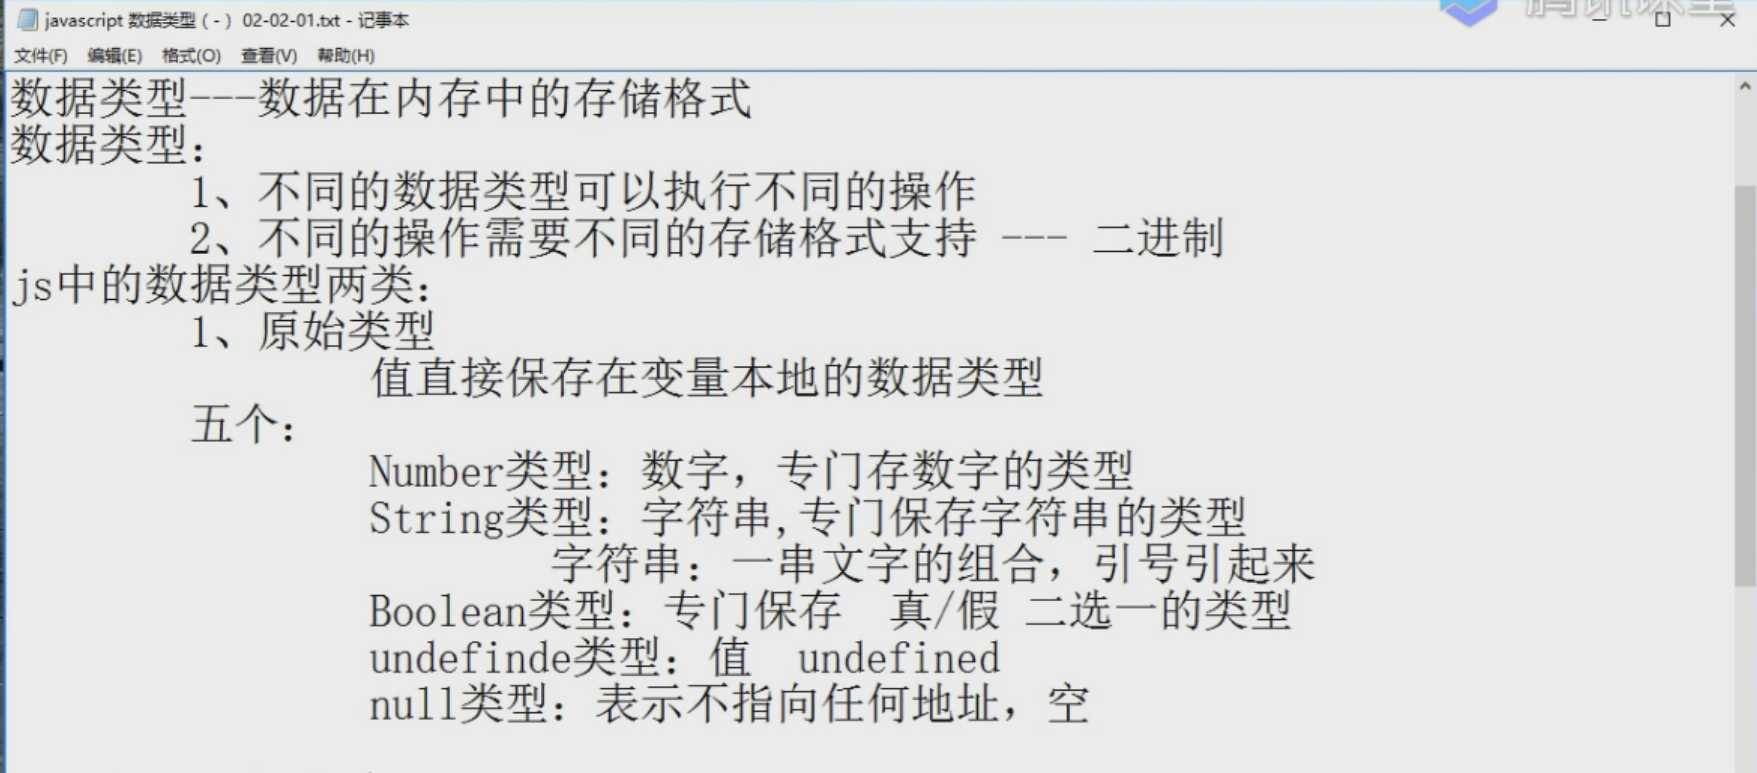 javascript 数据类型（-）02-02-01.txt - 记事本
文件(F) 编辑(E) 格式(O) 查看(V) 帮助(H)
数据类型---数据在内存中的存储格式
数据类型：
1、不同的数据类型可以执行不同的操作
2、不同的操作需要不同的存储格式支持 --- 二进制
js中的数据类型两类：
1、原始类型
值直接保存在变量本地的数据类型
五个：
Number类型：数字，专门存数字的类型
String类型：字符串,专门保存字符串的类型
字符串：一串文字的组合，引号引起来
Boolean类型：专门保存 真/假 二选一的类型
undefinde类型：值 undefined
null类型：表示不指向任何地址，空